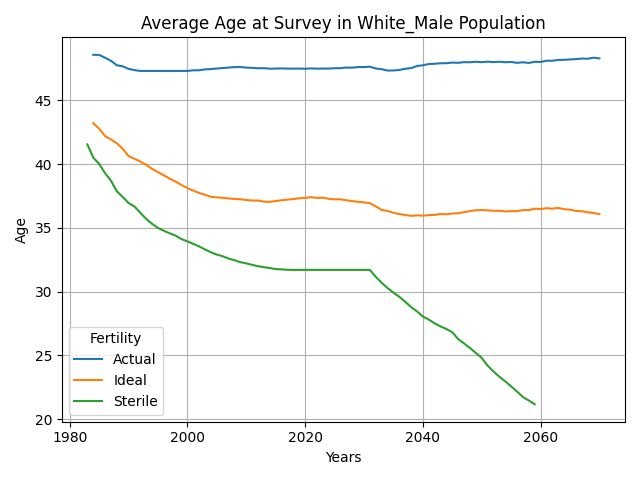 Average Age at Survey in White_Male Population
Age
45
40
35
30
25
20
Fertility
Actual
Ideal
Sterile
1980
2000
2020
2040
2060
Years